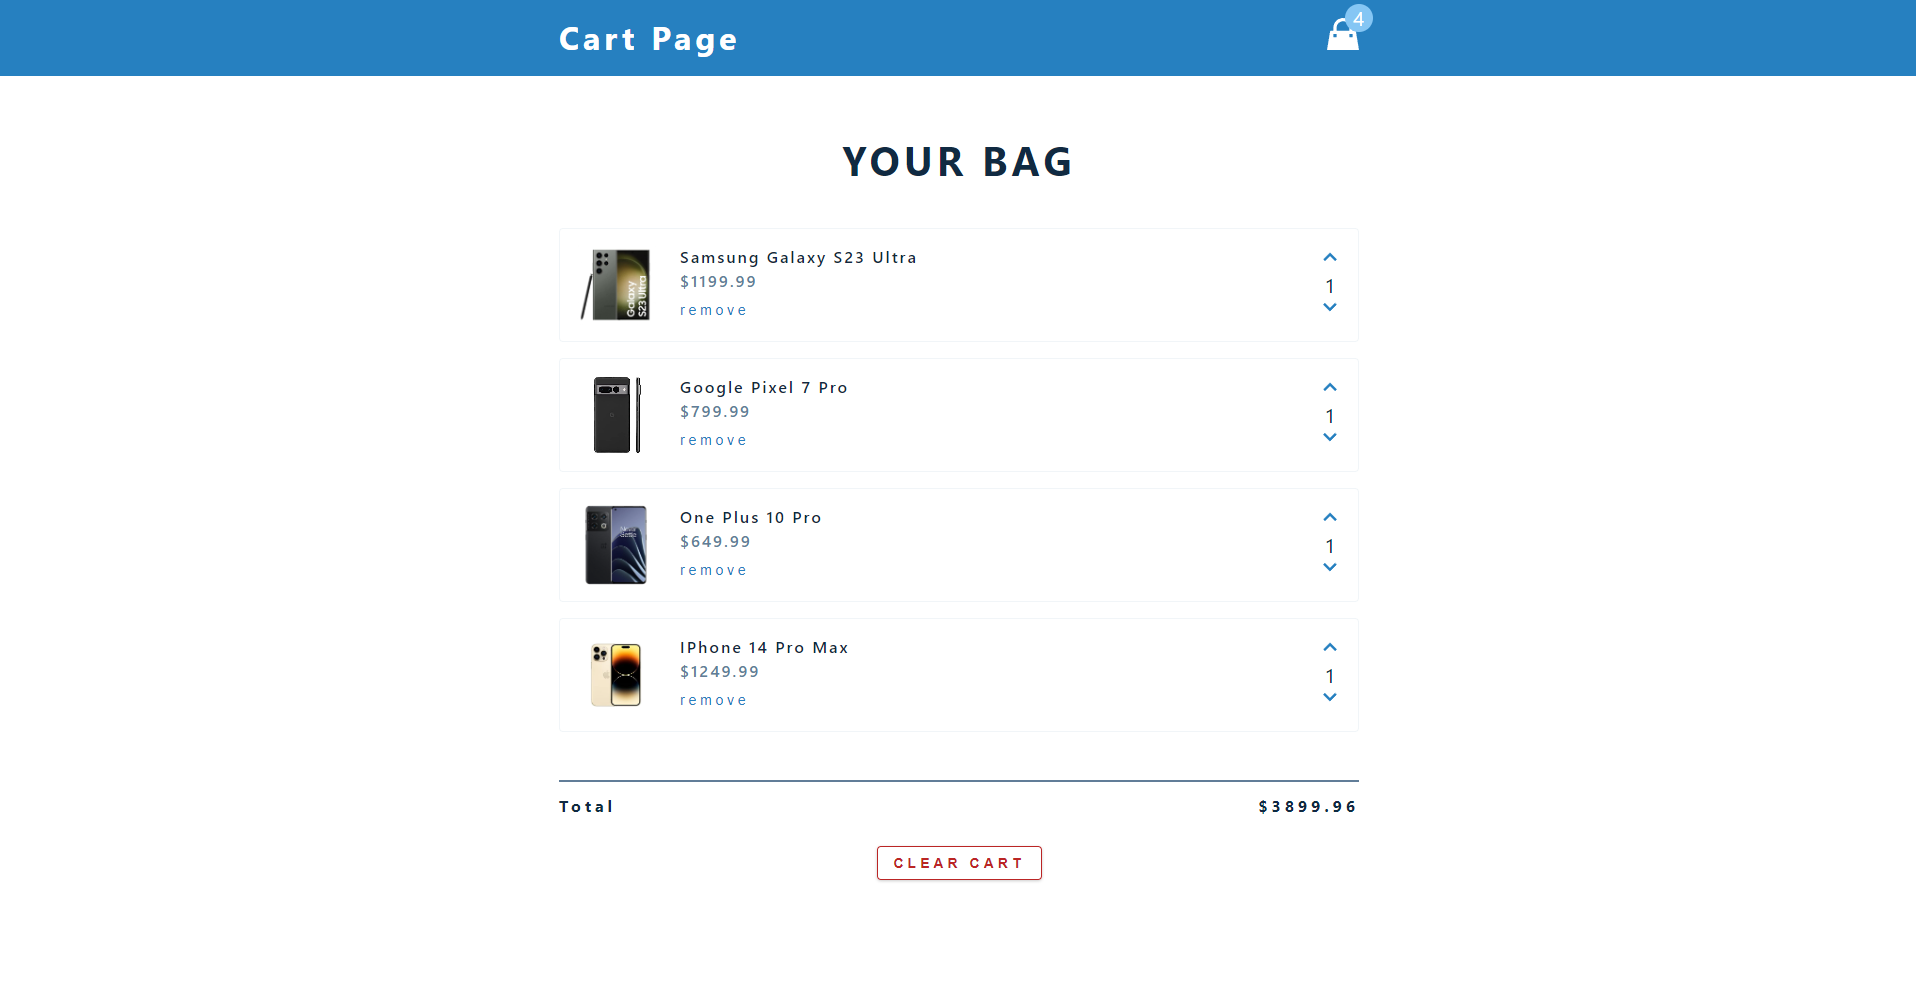 Cart Page
4
YOUR BAG
Samsung Galaxy S23 Ultra
$1199.99
remove
1
Galaxy
S23 Ultra
Google Pixel 7 Pro
$799.99
remove
1
One Plus 10 Pro
$649.99
remove
1
IPhone 14 Pro Max
$1249.99
remove
1
Total
$3899.96
CLEAR CART